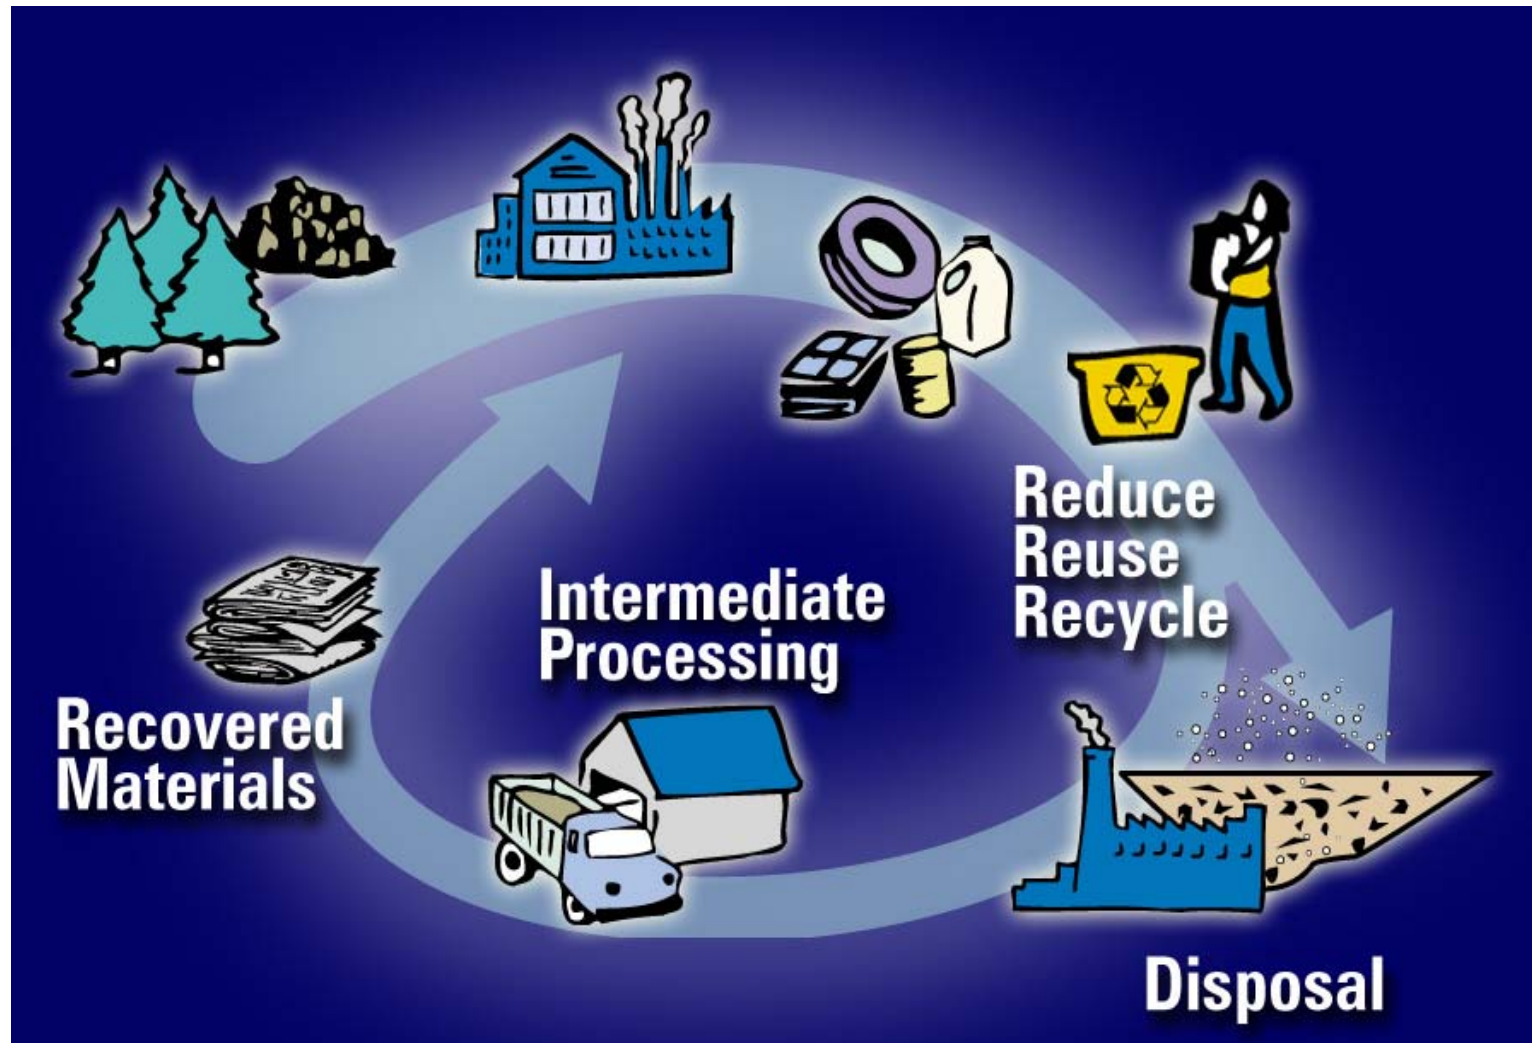 Reduce
Reuse
Recycle
Intermediate
Processing
Recovered
Materials
Disposal